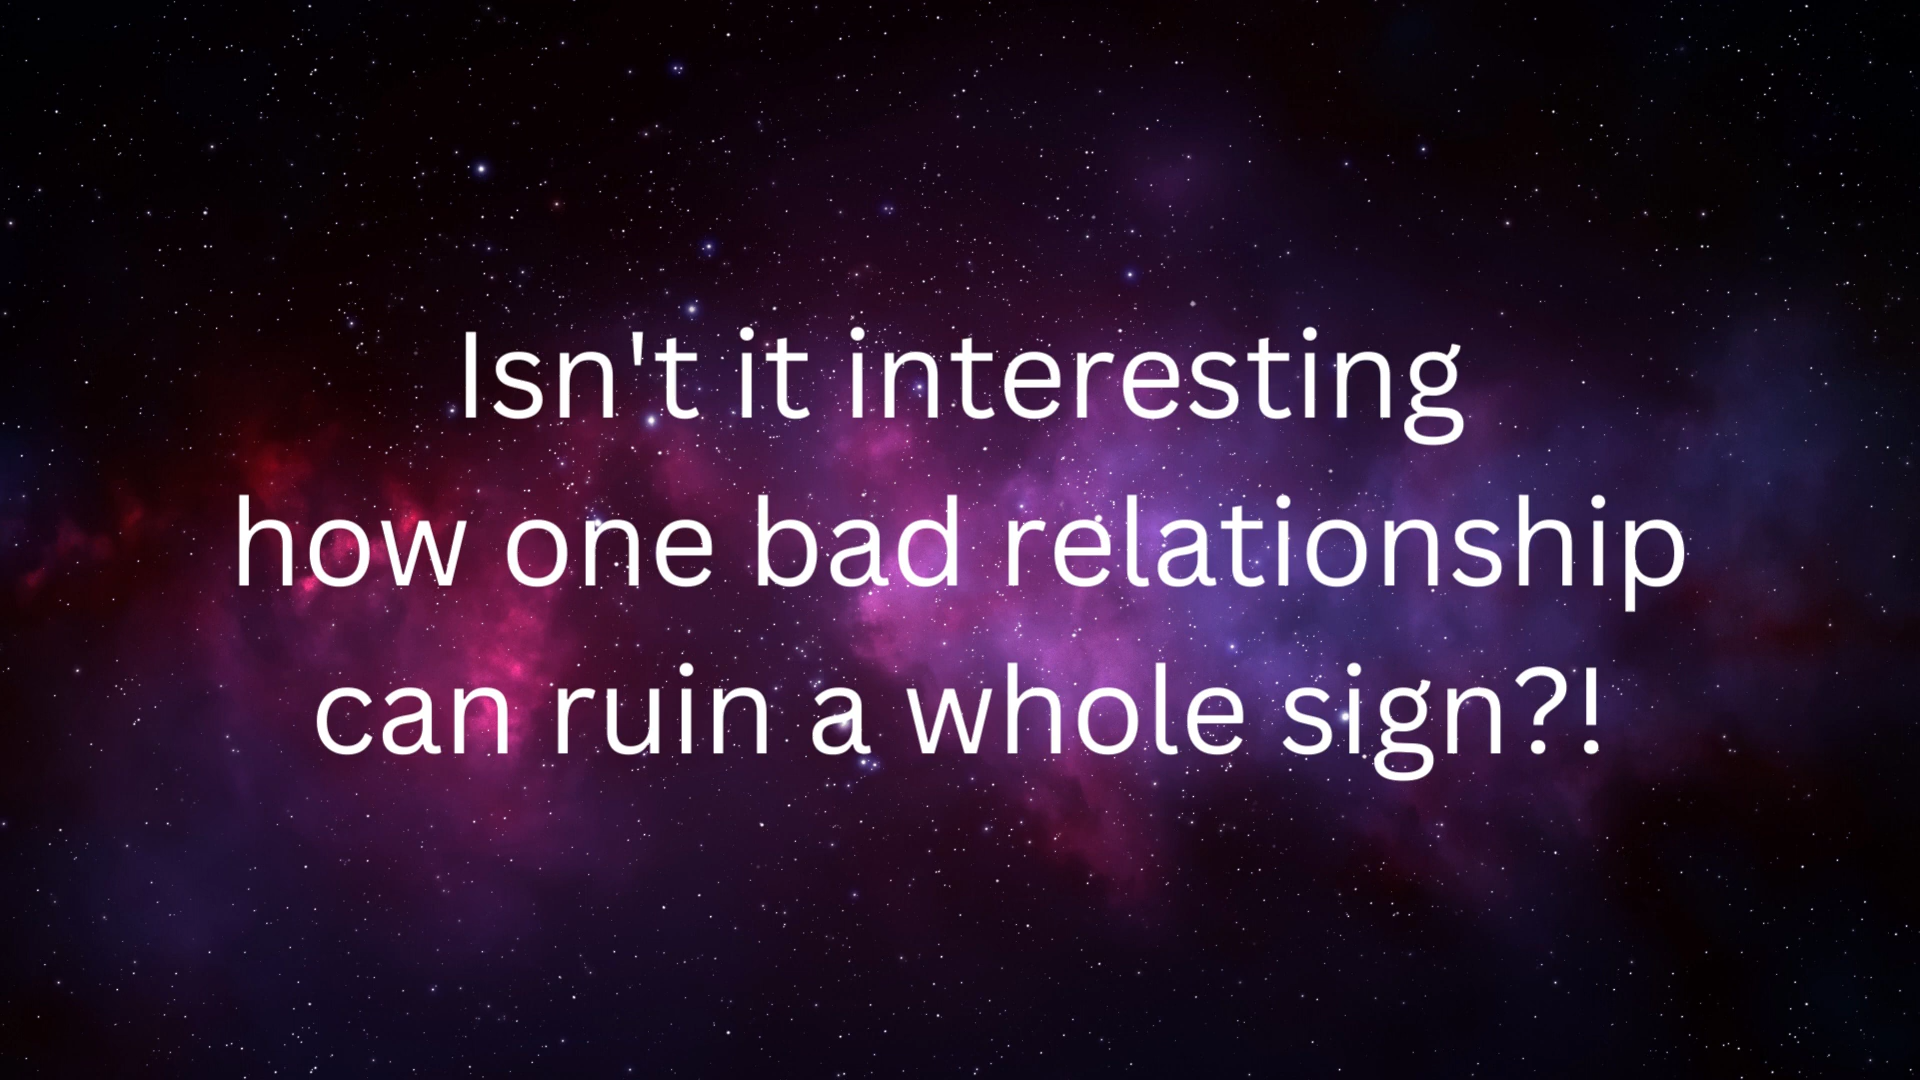 Isn't it interesting
how one bad relationship
can ruin a whole sign?!